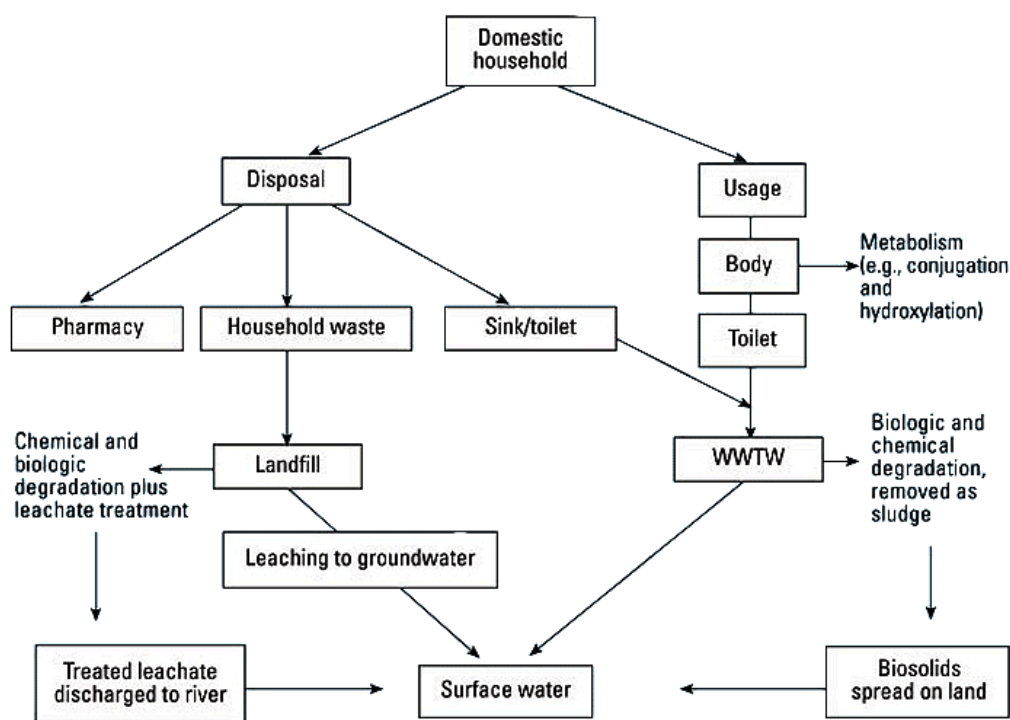 Domestic
household
Disposal
Usage
Body
Metabolism
(e.g., conjugation
and
hydroxylation)
Pharmacy
Household waste
Sink/toilet
Toilet
Chemical and
biologic
degradation plus
leachate treatment
Landfill
WWTW
Biologic and
chemical
degradation,
removed as
sludge
Leaching to groundwater
Treated leachate
discharged to river
Surface water
Biosolids
spread on land